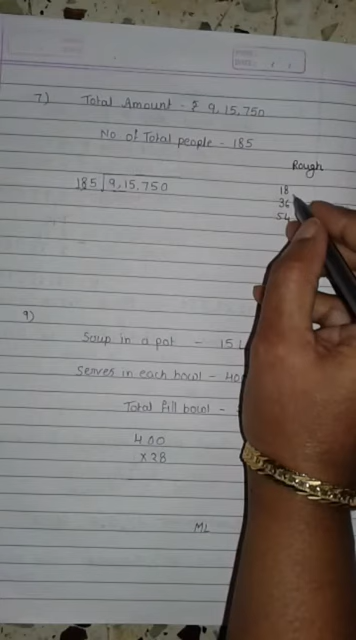 7) Total Amount - ₹ 9,15,750
No of Total people - 185
Rough
185 9,15,750
18
36
54
9)
Soup in a pot - 15 L
Serves in each bowl - 40
Total fill bowl -
400
×28
ML